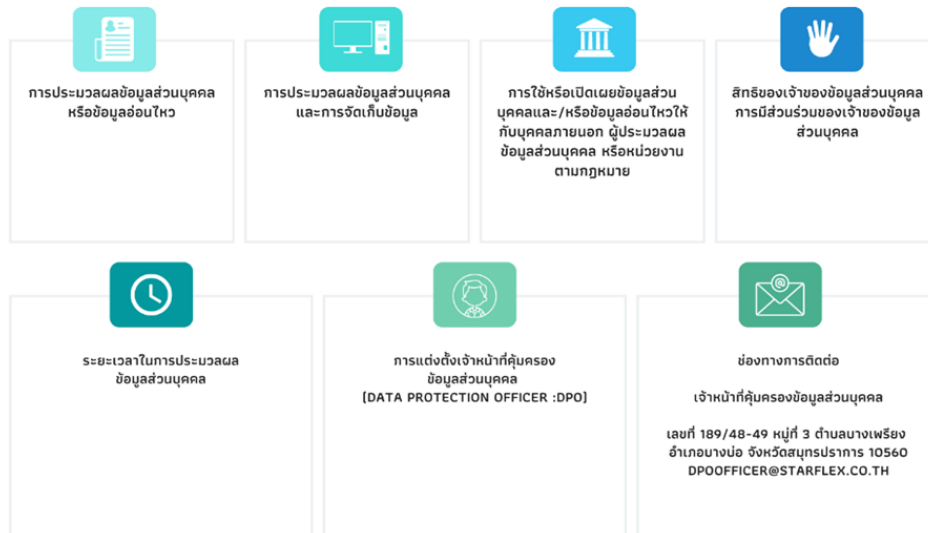 การประมวลผลข้อมูลส่วนบุคคล
หรือข้อมูลอ่อนไหว
การประมวลผลข้อมูลส่วนบุคคล
และการจัดเก็บข้อมูล
การใช้หรือเปิดเผยข้อมูลส่วน
บุคคลและ/หรือข้อมูลอ่อนไหวให้
กับบุคคลภายนอก ผู้ประมวลผล
ข้อมูลส่วนบุคคล หรือหน่วยงาน
ตามกฎหมาย
สิทธิของเจ้าของข้อมูลส่วนบุคคล
การมีส่วนร่วมของเจ้าของข้อมูล
ส่วนบุคคล
ระยะเวลาในการประมวลผล
ข้อมูลส่วนบุคคล
การแต่งตั้งเจ้าหน้าที่คุ้มครอง
ข้อมูลส่วนบุคคล
(DATA PROTECTION OFFICER :DPO)
ช่องทางการติดต่อ
เจ้าหน้าที่คุ้มครองข้อมูลส่วนบุคคล
เลขที่ 189/48-49 หมู่ที่ 3 ตำบลบางเพรียง
อำเภอบางบ่อ จังหวัดสมุทรปราการ 10560
DPOOFFICER@STARFLEX.CO.TH